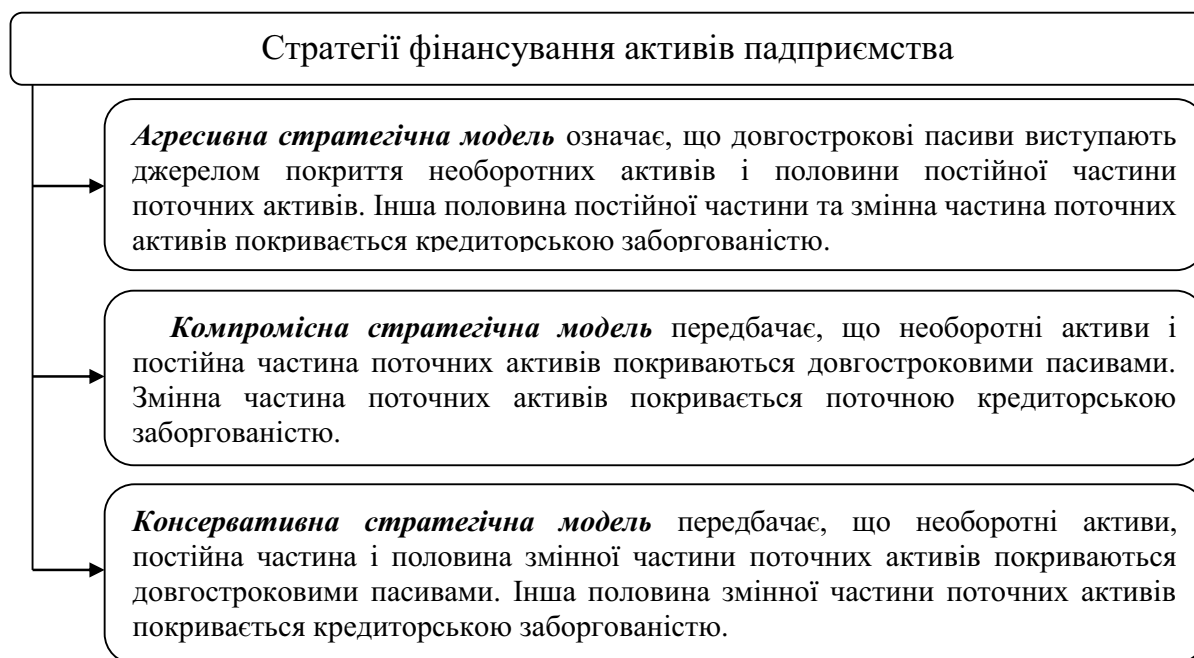 Стратегії фінансування активів падприємства
Агресивна стратегічна модель означає, що довгострокові пасиви виступають
джерелом покриття необоротних активів і половини постійної частини
поточних активів. Інша половина постійної частини та змінна частина поточних
активів покривається кредиторською заборгованістю.
Компромісна стратегічна модель передбачає, що необоротні активи і
постійна частина поточних активів покриваються довгостроковими пасивами.
Змінна частина поточних активів покривається поточною кредиторською
заборгованістю.
Консервативна стратегічна модель передбачає, що необоротні активи,
постійна частина і половина змінної частини поточних активів покриваються
довгостроковими пасивами. Інша половина змінної частини поточних активів
покривається кредиторською заборгованістю.